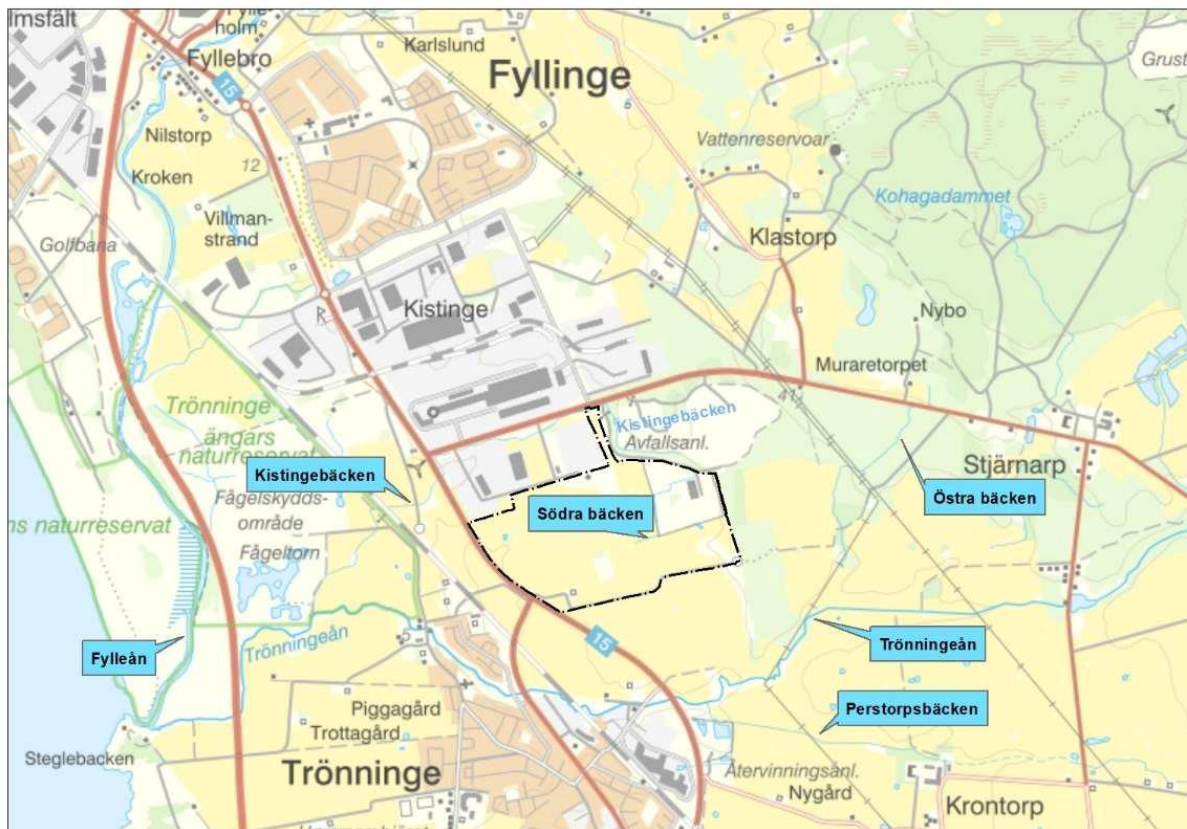 lmsfält
Fylle-
holm
Fyllebro
Karlslund
Fyllinge
Grust
15
Nilstorp
Vattenreservoar
12
Kroken
Kohagadammet
Villman-
strand
Klastorp
Golfbana
Kistinge
Nybo
Muraretorpet
Trönninge
ängars
naturreservat
Kistingebäcken
Avfallsanl.
Stjärnarp
Kistingebäcken
Östra bäcken
Fågelskydds-
område
Södra bäcken
ns naturreservat
Fågeltorn
Trönningeån
15
Fylleån
Trönningeån
Perstorpsbäcken
Piggagård
Trottagård
Steglebacken
Trönninge
Återvinningsanl.
Nygård
Krontorp